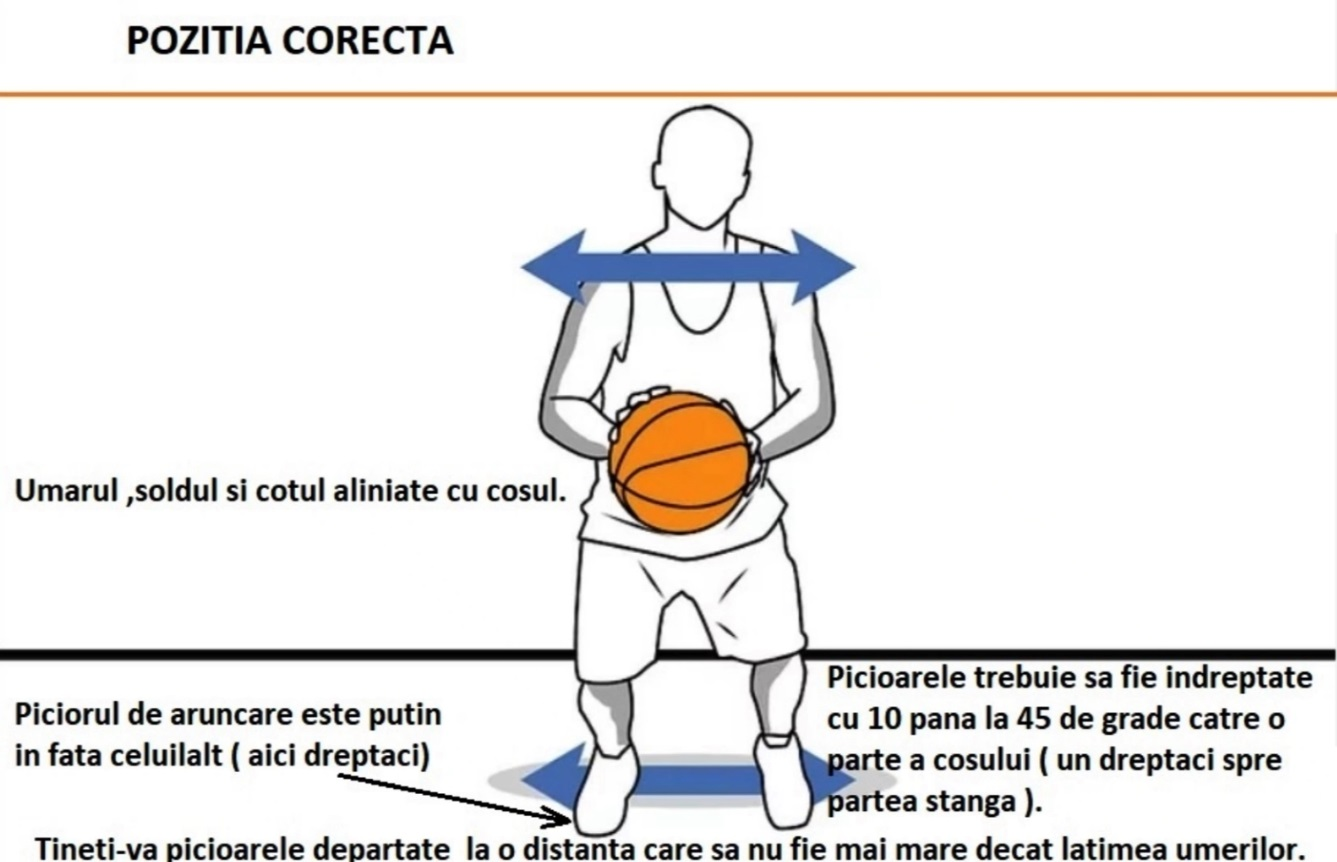 POZITIA CORECTA
Umarul ,soldul si cotul aliniate cu cosul.
Piciorul de aruncare este putin
in fata celuilalt ( aici dreptaci)
Picioarele trebuie sa fie indreptate
cu 10 pana la 45 de grade catre o
parte a cosului ( un dreptaci spre
partea stanga ).
Tineti-va picioarele departate la o distanta care sa nu fie mai mare decat latimea umerilor.